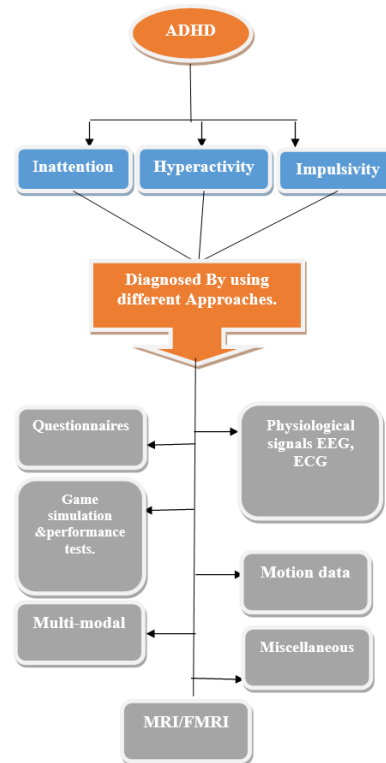 ADHD
Inattention
Hyperactivity
Impulsivity
Diagnosed By using
different Approaches.
Questionnaires
Physiological
signals EEG,
ECG
Game
simulation
&performance
tests.
Motion data
Multi-modal
Miscellaneous
MRI/FMRI